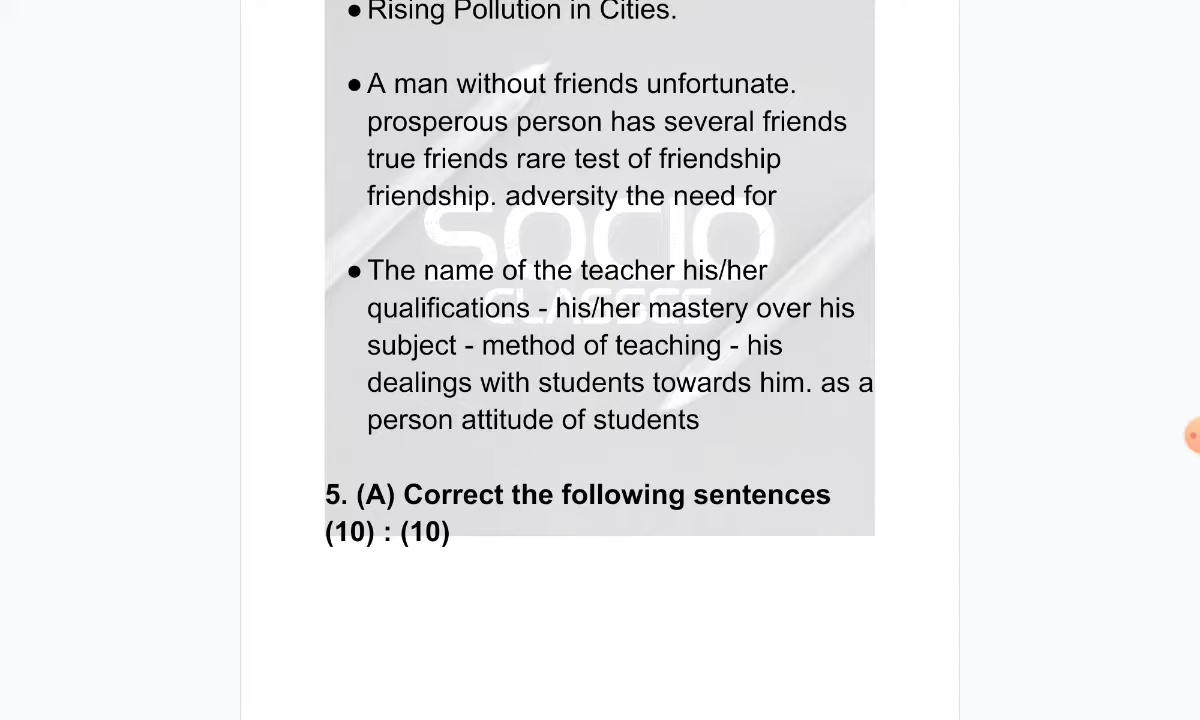 ● Rising Pollution in Cities.
● A man without friends unfortunate.
prosperous person has several friends
true friends rare test of friendship
friendship. adversity the need for
SOCIO
CLASSES
● The name of the teacher his/her
qualifications - his/her mastery over his
subject - method of teaching - his
dealings with students towards him. as a
person attitude of students
5. (A) Correct the following sentences
(10) : (10)